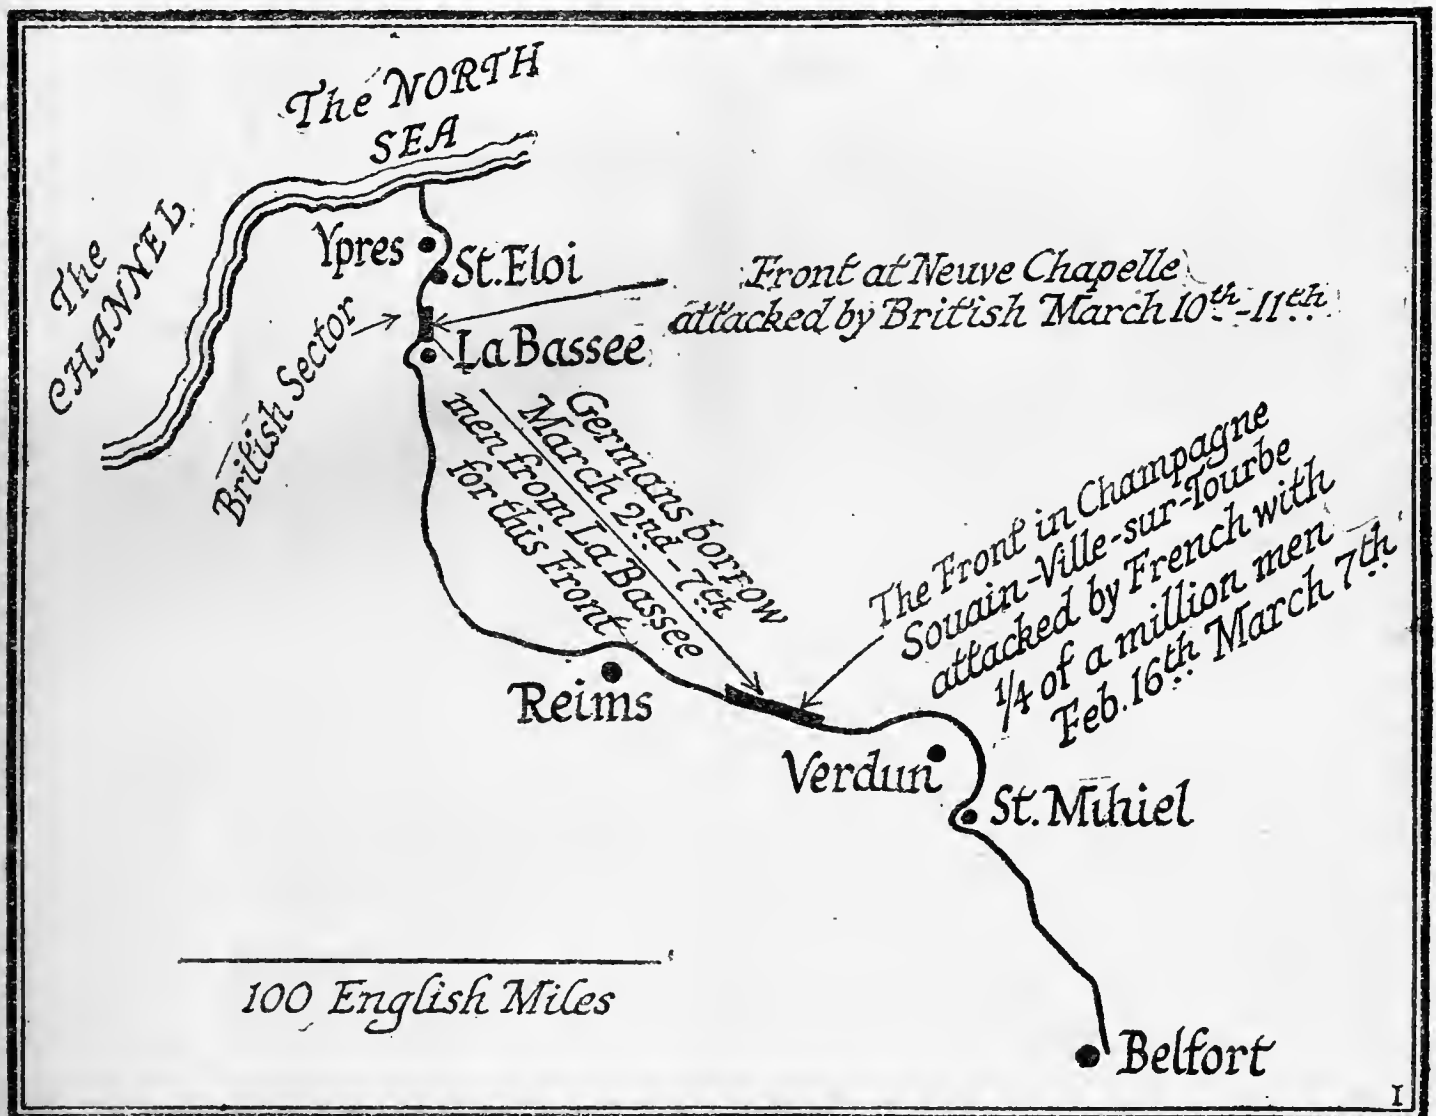 The NORTH
SEA
The
CHANNEL
Ypres
St. Eloi
British Sector
Front at Neuve Chapelle
attacked by British March 10th-11th
La Bassee
Germans borrow
March 2nd-7th
men from La Bassee
for this Front
The Front in Champagne
Souain-Ville-sur-Tourbe
attacked by French with
1/4 of a million men
Feb. 16th March 7th
Reims
Verdun
St. Mihiel
100 English Miles
Belfort
I